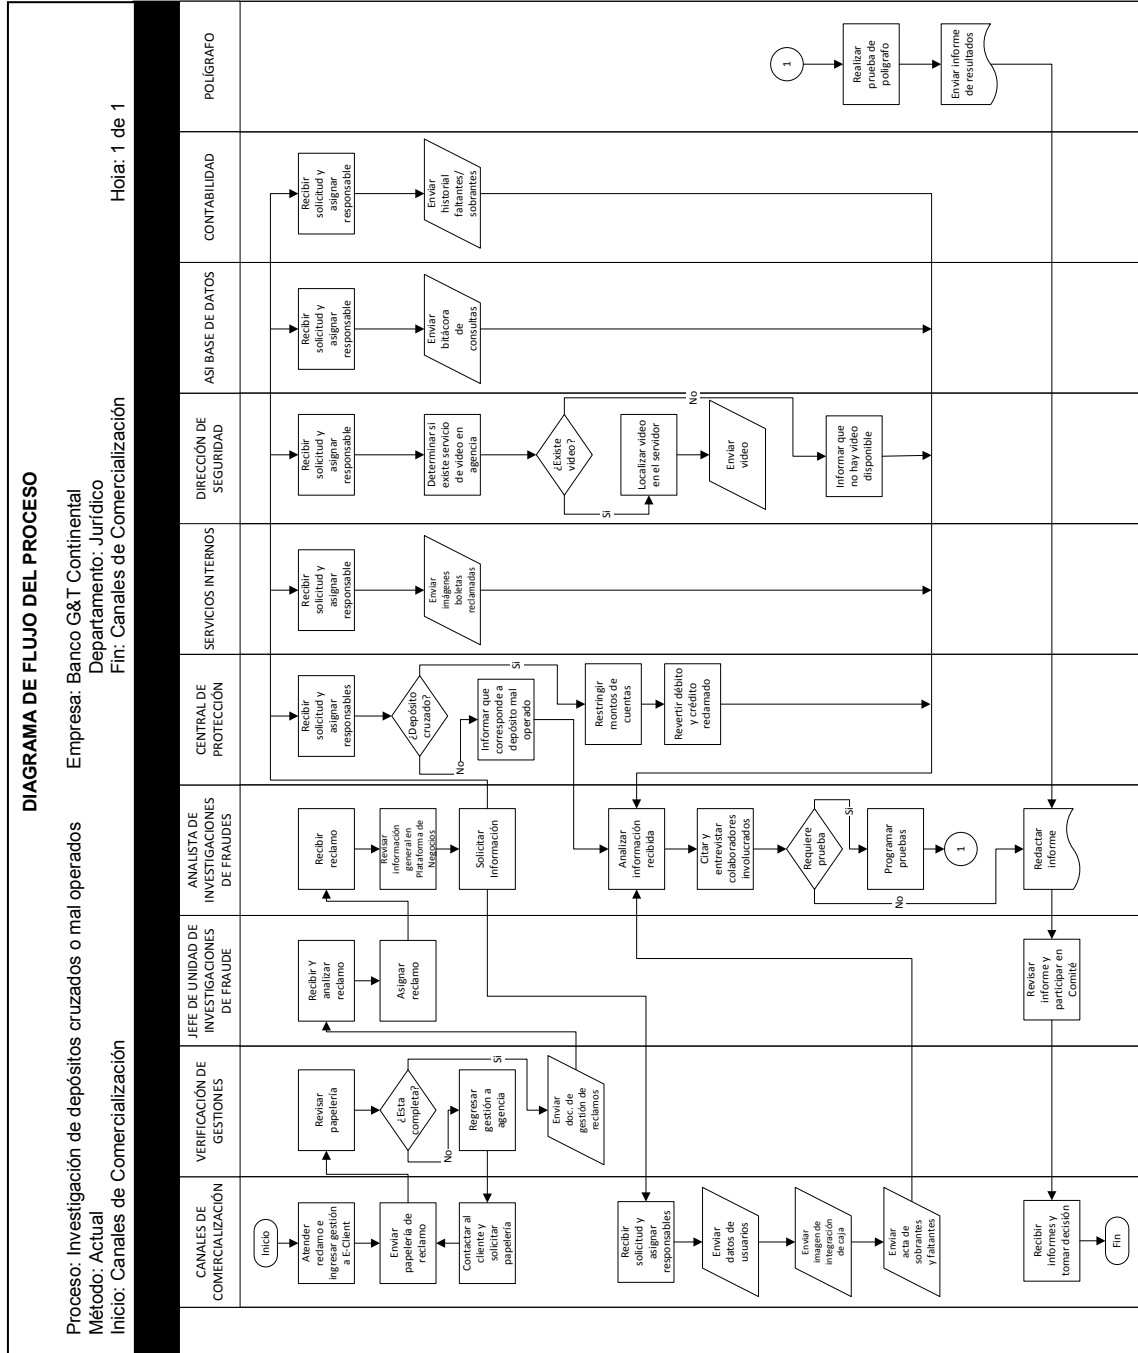 DIAGRAMA DE FLUJO DEL PROCESO
Proceso: Investigación de depósitos cruzados o mal operados
Método: Actual
Inicio: Canales de Comercialización
Empresa: Banco G&T Continental
Departamento: Jurídico
Fin: Canales de Comercialización
Hoja: 1 de 1
CANALES DE
COMERCIALIZACIÓN
Inicio
Atender
reclamo e
ingresar gestión
a E-Client
Enviar
papelería de
reclamo
Contactar al
cliente y
solicitar
papelería
Recibir
solicitud y
asignar
responsables
Enviar
datos de
usuarios
Enviar
imagen de
integración
de caja
Enviar
acta de
sobrantes
y faltantes
Recibir
informes y
tomar decisión
Fin
VERIFICACIÓN DE
GESTIONES
Revisar
papelería
¿Esta
completa?
No
Si
Regresar
gestión a
agencia
Enviar
doc. de
gestión de
reclamos
JEFE DE UNIDAD DE
INVESTIGACIONES
DE FRAUDE
Recibir Y
analizar
reclamo
Asignar
reclamo
Revisar
informe y
participar en
Comité
ANALISTA DE
INVESTIGACIONES
DE FRAUDES
Recibir
reclamo
Revisar
información
general en
Plataforma de
Negocios
Solicitar
Información
Analizar
información
recibida
Citar y
entrevistar
colaboradores
involucrados
Requiere
prueba
Si
No
Programar
pruebas
1
Redactar
informe
CENTRAL DE
PROTECCIÓN
Recibir
solicitud y
asignar
responsables
¿Depósito
cruzado?
No
Si
Informar que
corresponde a
depósito mal
operado
Restringir
montos de
cuentas
Revertir débito
y crédito
reclamado
SERVICIOS INTERNOS
Recibir
solicitud y
asignar
responsable
Enviar
imágenes
boletas
reclamadas
DIRECCIÓN DE
SEGURIDAD
Recibir
solicitud y
asignar
responsable
Determinar si
existe servicio
de video en
agencia
¿Existe
video?
Si
No
Localizar video
en el servidor
Enviar
video
Informar que
no hay video
disponible
ASI BASE DE DATOS
Recibir
solicitud y
asignar
responsable
Enviar
bitácora
de
consultas
CONTABILIDAD
Recibir
solicitud y
asignar
responsable
Enviar
historial
faltantes/
sobrantes
POLÍGRAFO
1
Realizar
prueba de
poligrafo
Enviar informe
de resultados